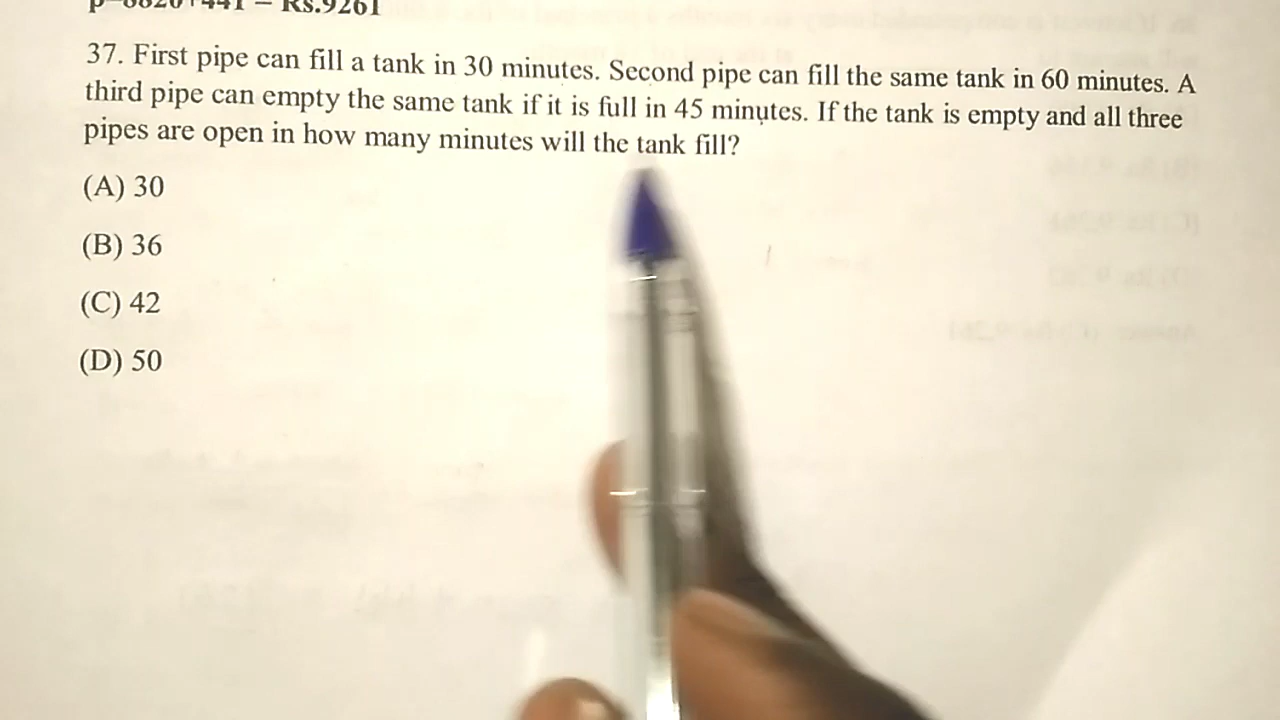 Rs.9261
37. First pipe can fill a tank in 30 minutes. Second pipe can fill the same tank in 60 minutes. A
third pipe can empty the same tank if it is full in 45 minutes. If the tank is empty and all three
pipes are open in how many minutes will the tank fill?
(A) 30
(B) 36
(C) 42
(D) 50